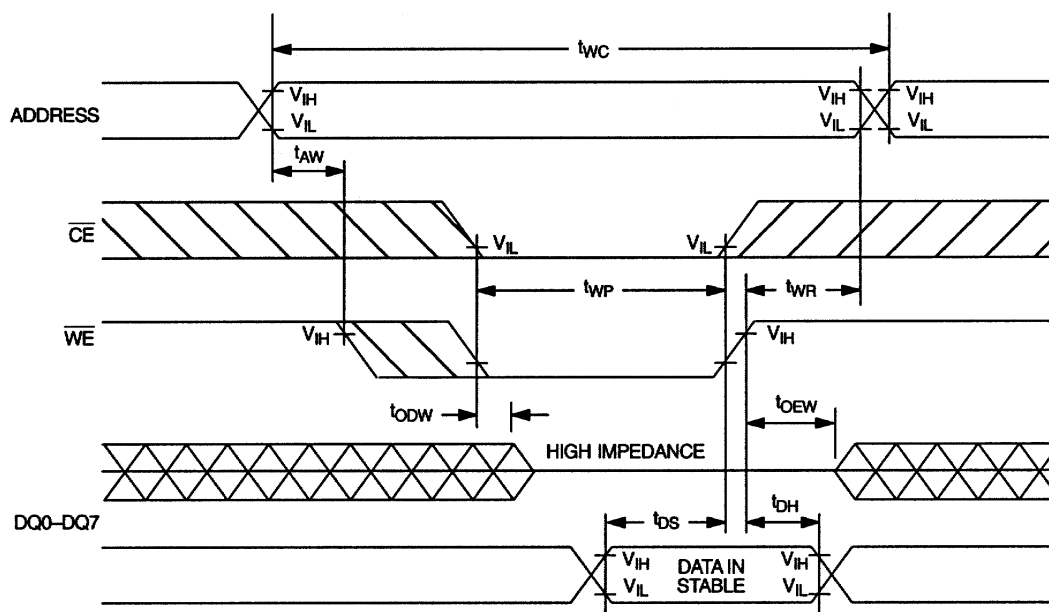 tWC
ADDRESS
VIH VIH VIH
VIL VIL VIL
tAW
CE
VIL VIL
tWP tWR
WE
VIH VIH
tODW tOEW
HIGH IMPEDANCE
DQ0–DQ7
tDS tDH
VIH DATA IN VIH
VIL STABLE VIL